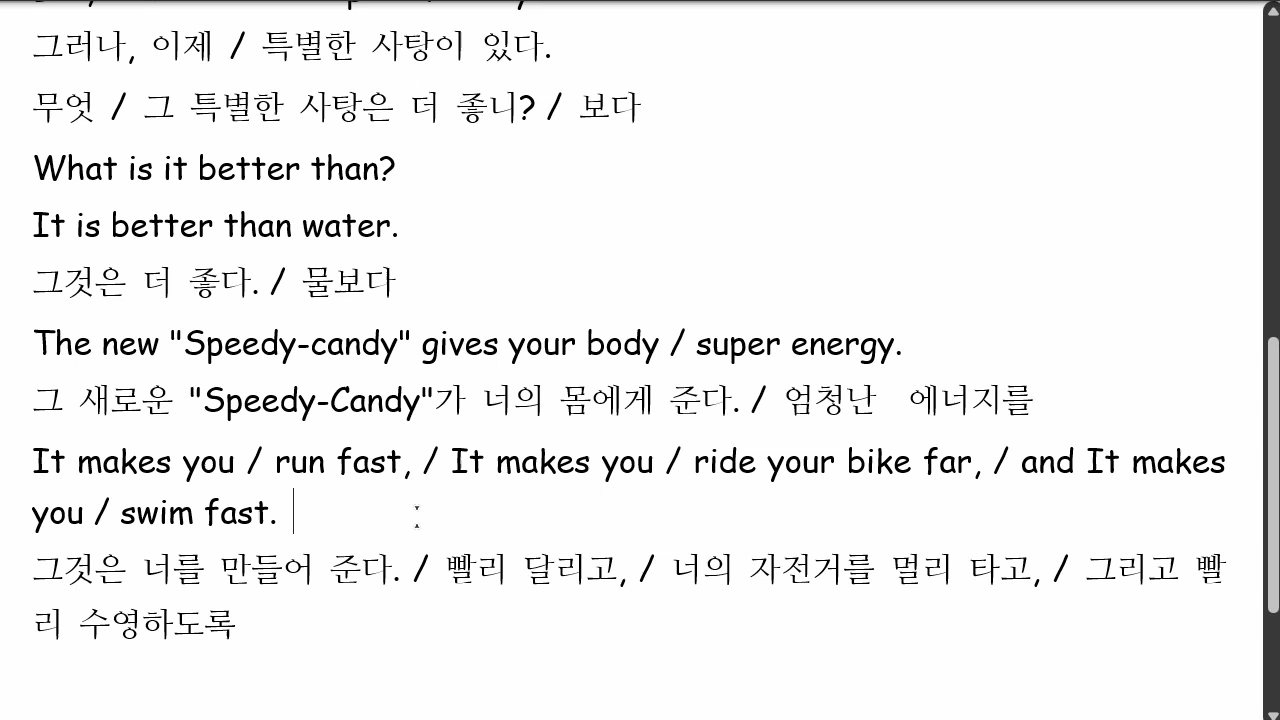 그러나, 이제 / 특별한 사탕이 있다.
무엇 / 그 특별한 사탕은 더 좋니? / 보다
What is it better than?
It is better than water.
그것은 더 좋다. / 물보다
The new "Speedy-candy" gives your body / super energy.
그 새로운 "Speedy-Candy"가 너의 몸에게 준다. / 엄청난 에너지를
It makes you / run fast, / It makes you / ride your bike far, / and It makes
you / swim fast.
그것은 너를 만들어 준다. / 빨리 달리고, / 너의 자전거를 멀리 타고, / 그리고 빨
리 수영하도록